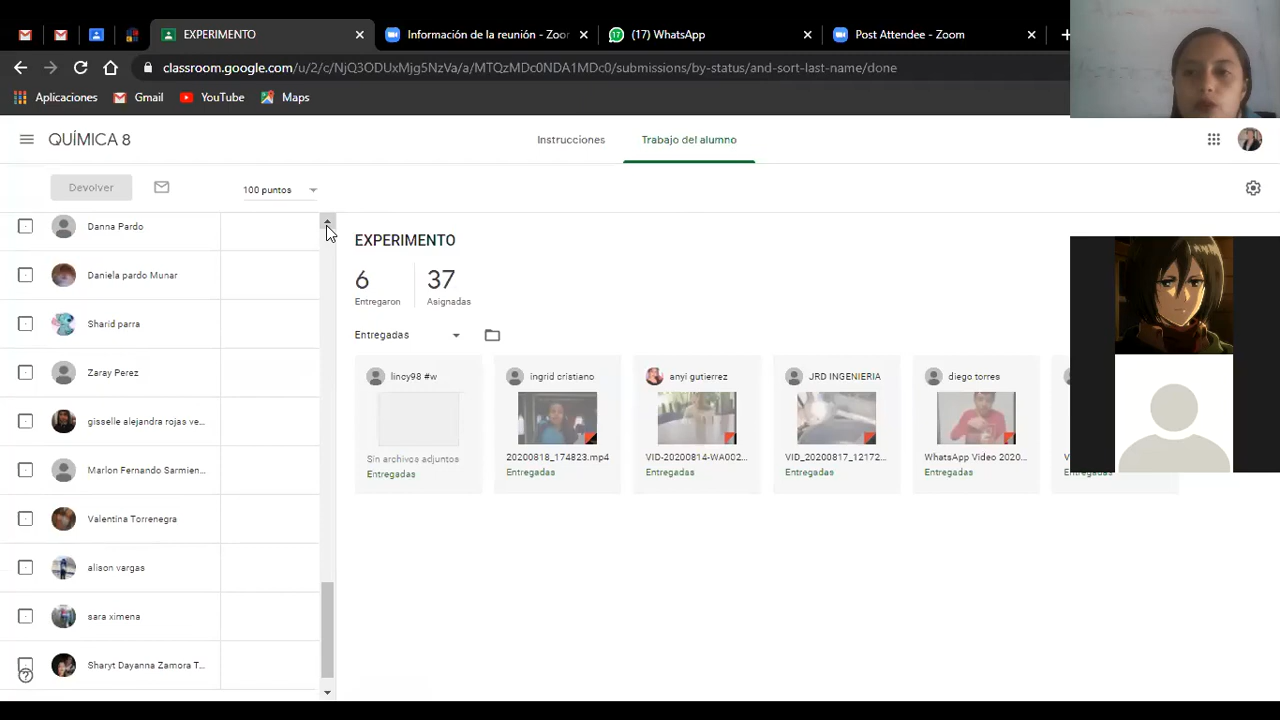 EXPERIMENTO
Información de la reunión - Zoor
(17) WhatsApp
Post Attendee - Zoom
classroom.google.com/u/2/c/NjQ3ODUxMjg5NzVa/a/MTQzMDc0NDA1MDc0/submissions/by-status/and-sort-last-name/done
Aplicaciones
Gmail
YouTube
Maps
QUÍMICA 8
Instrucciones
Trabajo del alumno
Devolver
100 puntos
Danna Pardo
Daniela pardo Munar
Sharid parra
Zaray Perez
gisselle alejandra rojas ve...
Marlon Fernando Sarmien...
Valentina Torrenegra
alison vargas
sara ximena
Sharyt Dayanna Zamora T...
EXPERIMENTO
6
Entregaron
37
Asignadas
Entregadas
lincy98 #w
Sin archivos adjuntos
Entregadas
ingrid cristiano
20200818_174823.mp4
Entregadas
anyi gutierrez
VID-20200814-WA002...
Entregadas
JRD INGENIERIA
VID_20200817_12172...
Entregadas
diego torres
WhatsApp Video 2020...
Entregadas